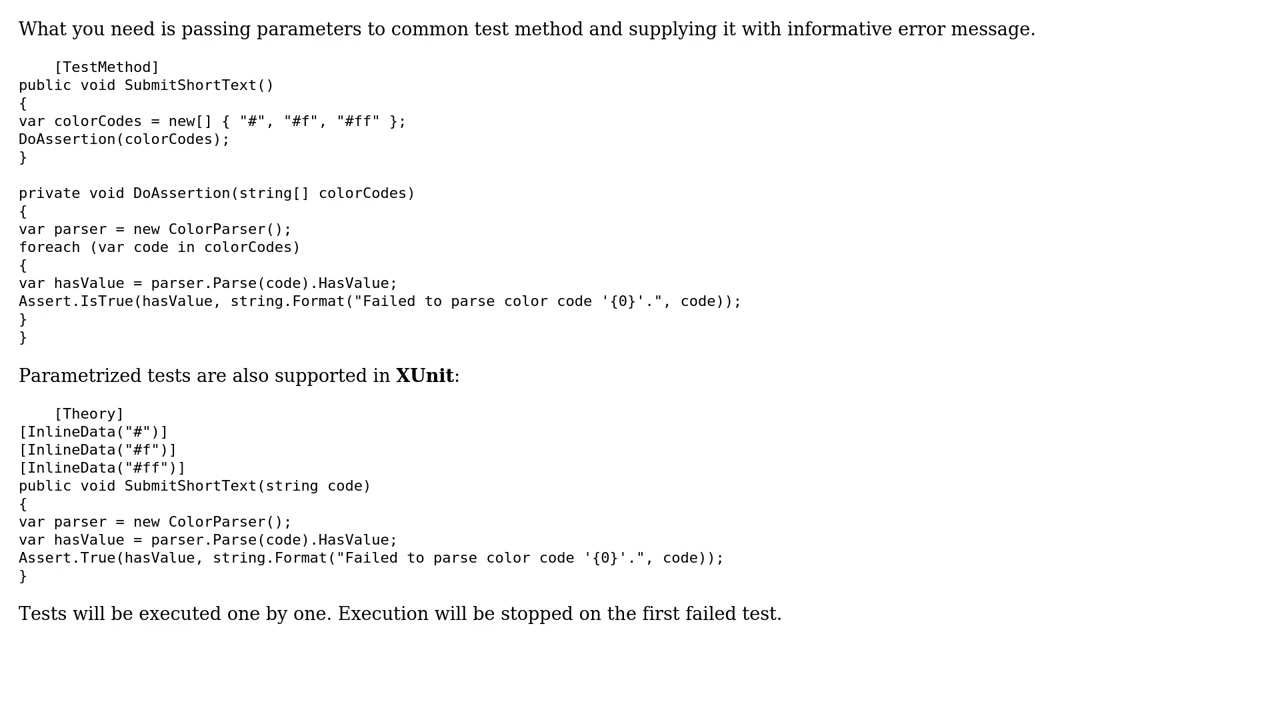 What you need is passing parameters to common test method and supplying it with informative error message.
    [TestMethod]
public void SubmitShortText()
{
var colorCodes = new[] { "#", "#f", "#ff" };
DoAssertion(colorCodes);
}

private void DoAssertion(string[] colorCodes)
{
var parser = new ColorParser();
foreach (var code in colorCodes)
{
var hasValue = parser.Parse(code).HasValue;
Assert.IsTrue(hasValue, string.Format("Failed to parse color code '{0}'.", code));
}
}
Parametrized tests are also supported in XUnit:
    [Theory]
[InlineData("#")]
[InlineData("#f")]
[InlineData("#ff")]
public void SubmitShortText(string code)
{
var parser = new ColorParser();
var hasValue = parser.Parse(code).HasValue;
Assert.True(hasValue, string.Format("Failed to parse color code '{0}'.", code));
}
Tests will be executed one by one. Execution will be stopped on the first failed test.